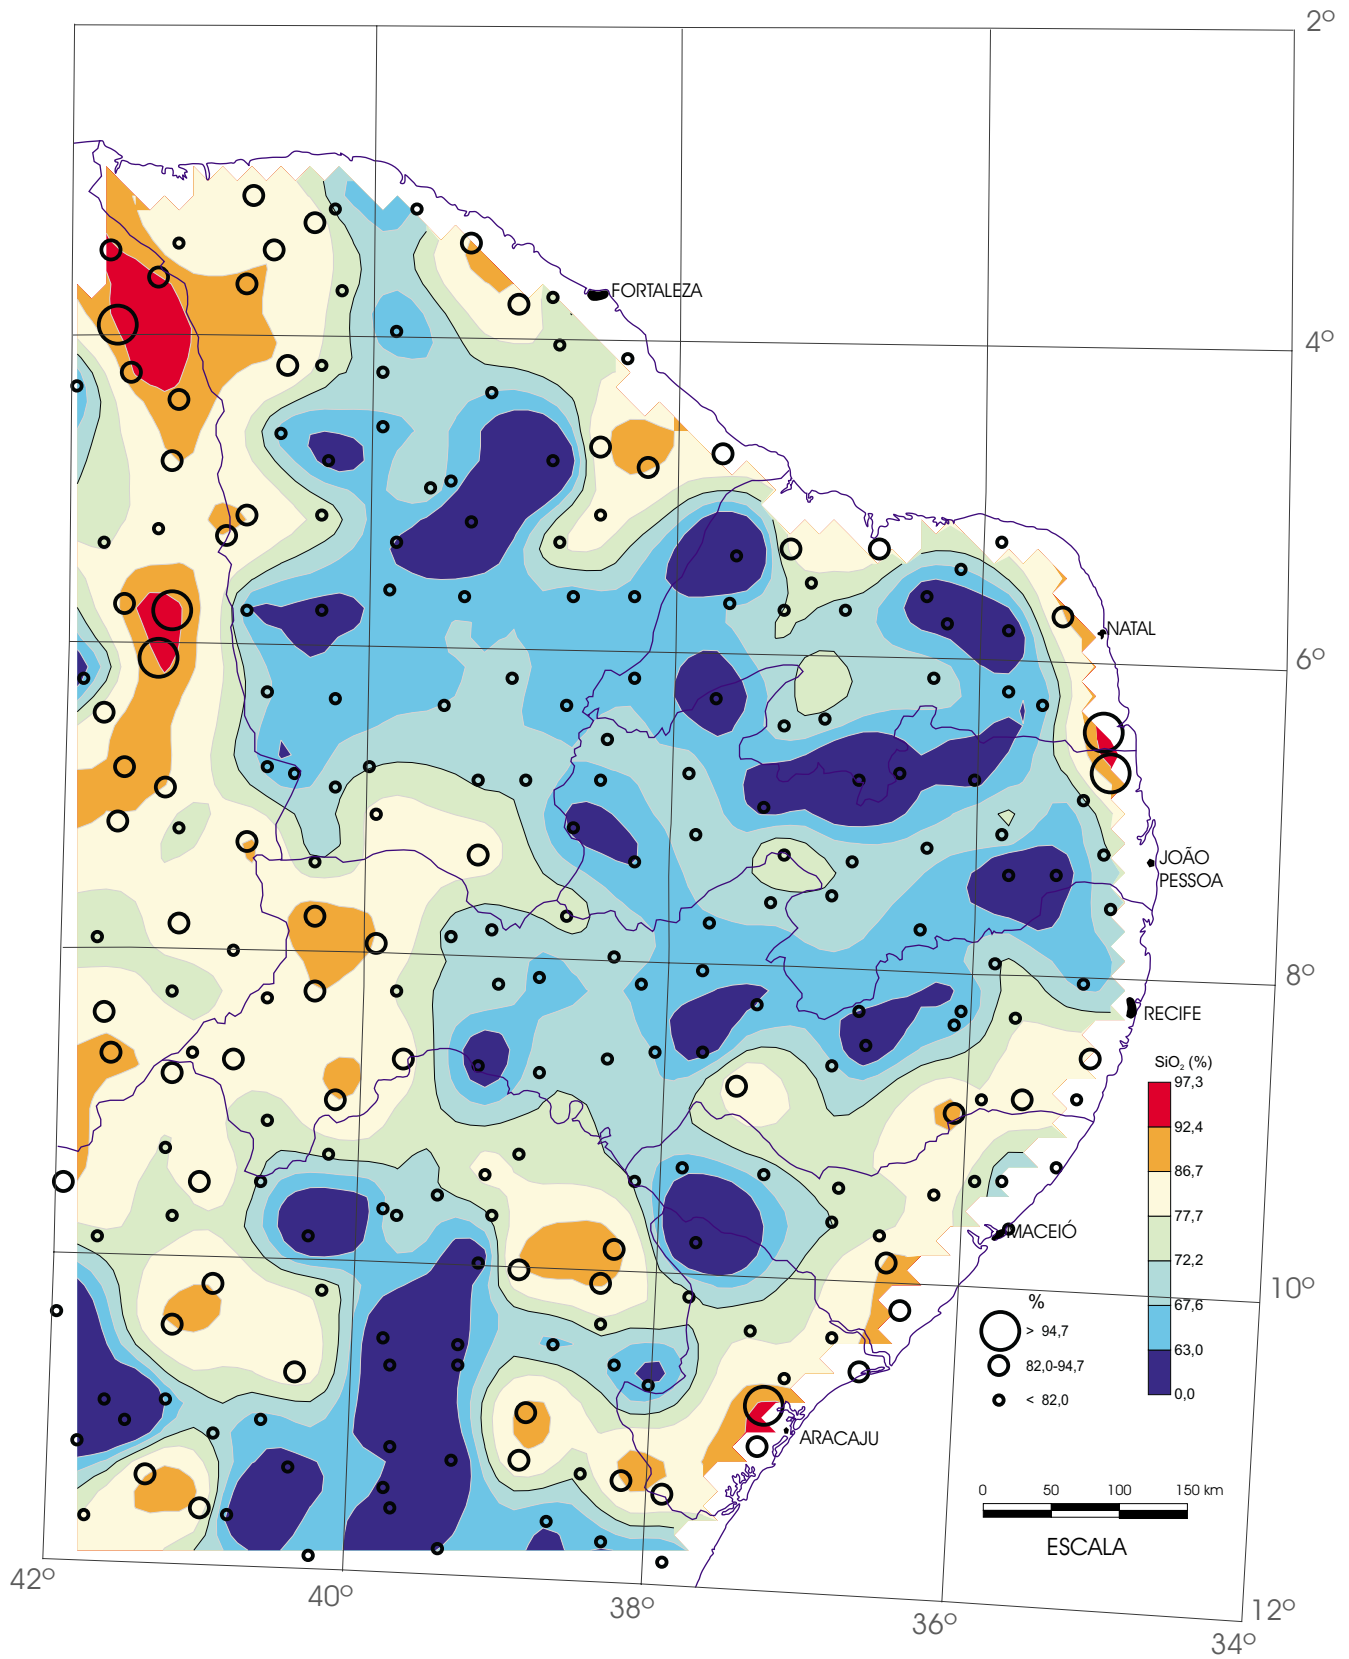 2°
FORTALEZA
4°
NATAL
6°
JOÃO
PESSOA
8°
RECIFE
SiO₂ (%)
97,3
92,4
86,7
77,7
72,2
67,6
63,0
0,0
MACEIÓ
10°
%
> 94,7
82,0-94,7
< 82,0
ARACAJU
0 50 100 150 km
ESCALA
42°
40°
38°
36°
34°
12°